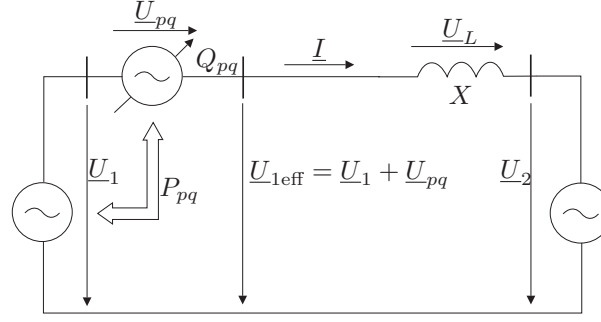 U_pq
Q_pq
I
U_L
X
U_1
P_pq
U_1eff = U_1 + U_pq
U_2